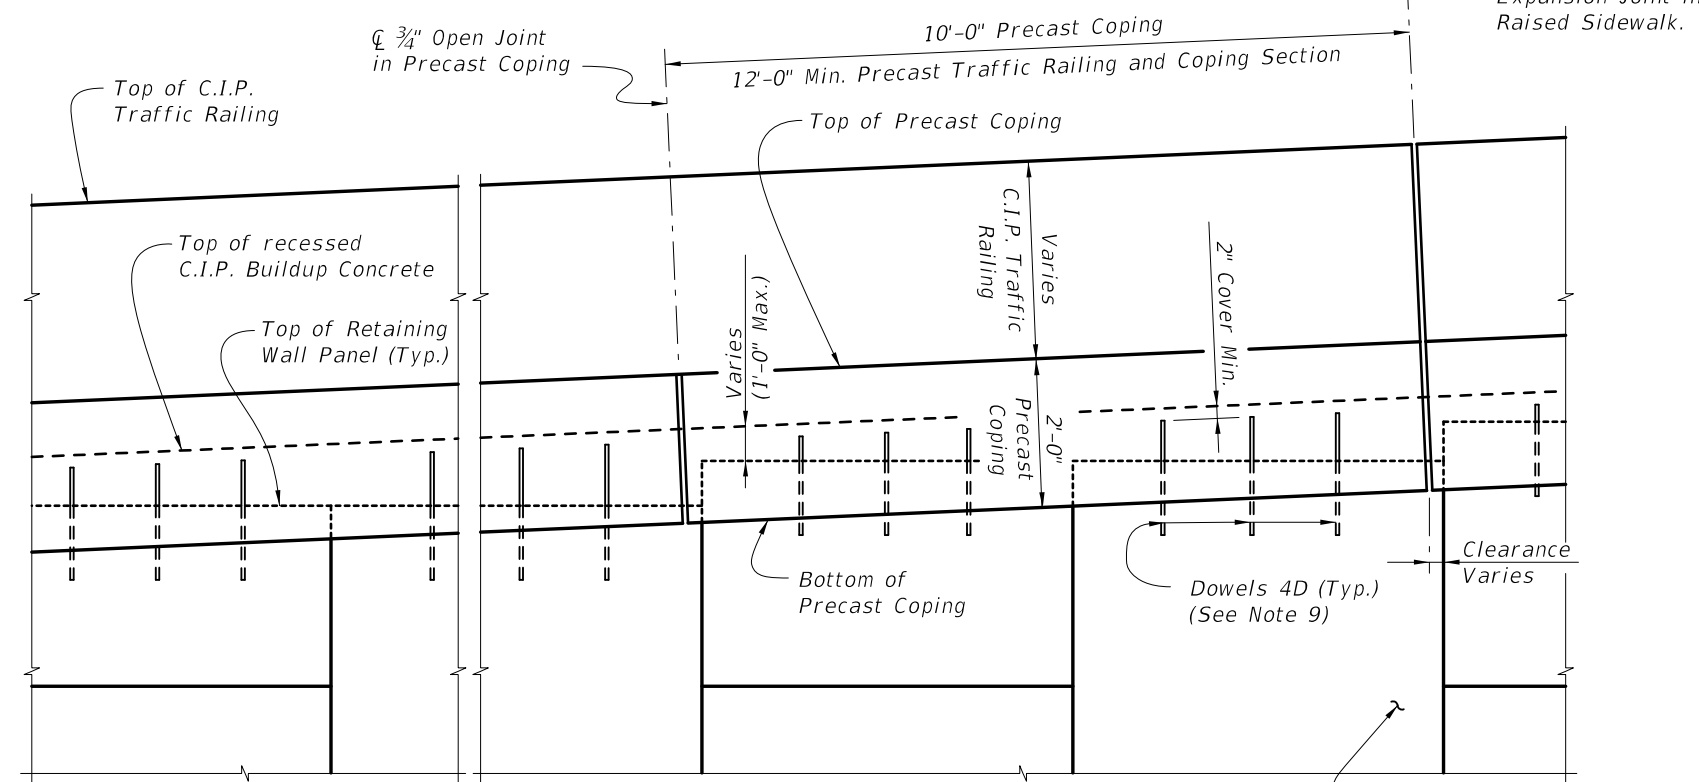 Expansion Joint in
Raised Sidewalk.
10'-0" Precast Coping
12'-0" Min. Precast Traffic Railing and Coping Section
℄ ¾" Open Joint
in Precast Coping
Top of C.I.P.
Traffic Railing
Top of Precast Coping
Top of recessed
C.I.P. Buildup Concrete
Top of Retaining
Wall Panel (Typ.)
Varies
(1'-0" Max.)
Varies
C.I.P. Traffic
Railing
2" Cover Min.
2'-0"
Precast
Coping
Bottom of
Precast Coping
Dowels 4D (Typ.)
(See Note 9)
Clearance
Varies